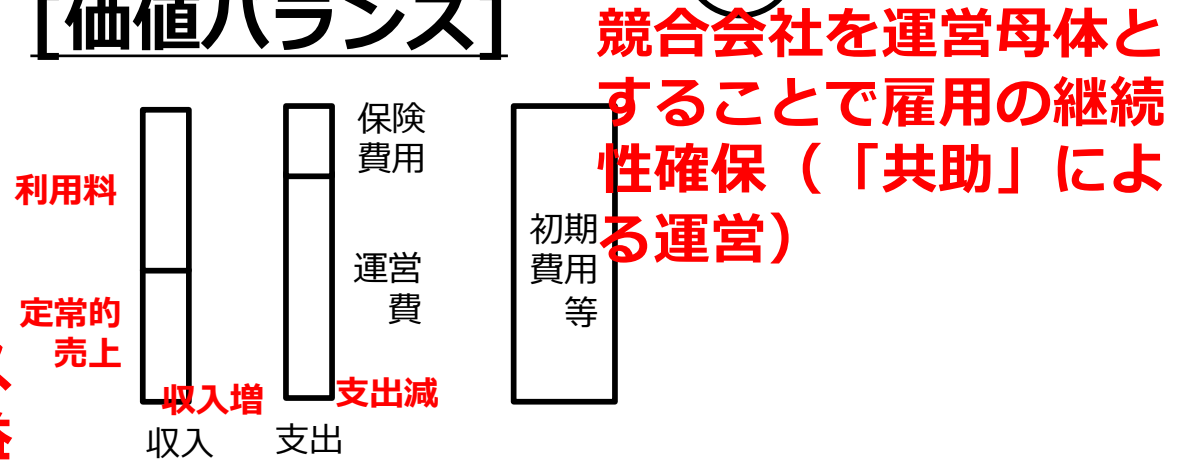 [価値バランス]
競合会社を運営母体と
することで雇用の継続
性確保（「共助」によ
る運営）
保険
費用
利用料
初期
費用
等
運営
費
定常的
売上
収入増
支出減
収入
支出